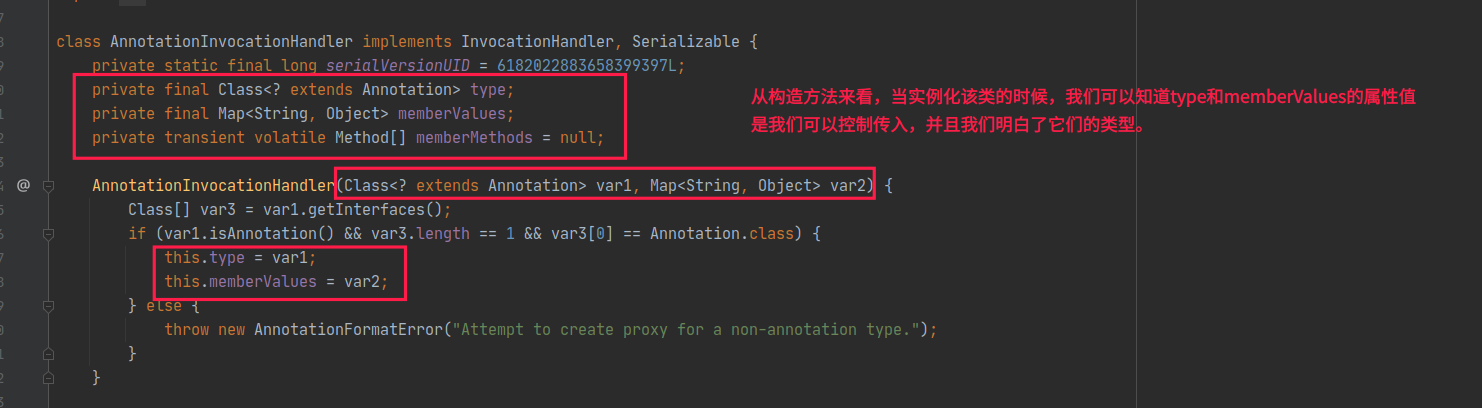 class AnnotationInvocationHandler implements InvocationHandler, Serializable {
private static final long serialVersionUID = 6182022883658399397L;
private final Class<? extends Annotation> type;
private final Map<String, Object> memberValues;
private transient volatile Method[] memberMethods = null;
从构造方法来看，当实例化该类的时候，我们可以知道type和memberValues的属性值
是我们可以控制传入，并且我们明白了它们的类型。
@
AnnotationInvocationHandler(Class<? extends Annotation> var1, Map<String, Object> var2) {
Class[] var3 = var1.getInterfaces();
if (var1.isAnnotation() && var3.length == 1 && var3[0] == Annotation.class) {
this.type = var1;
this.memberValues = var2;
} else {
throw new AnnotationFormatError("Attempt to create proxy for a non-annotation type.");
}
}